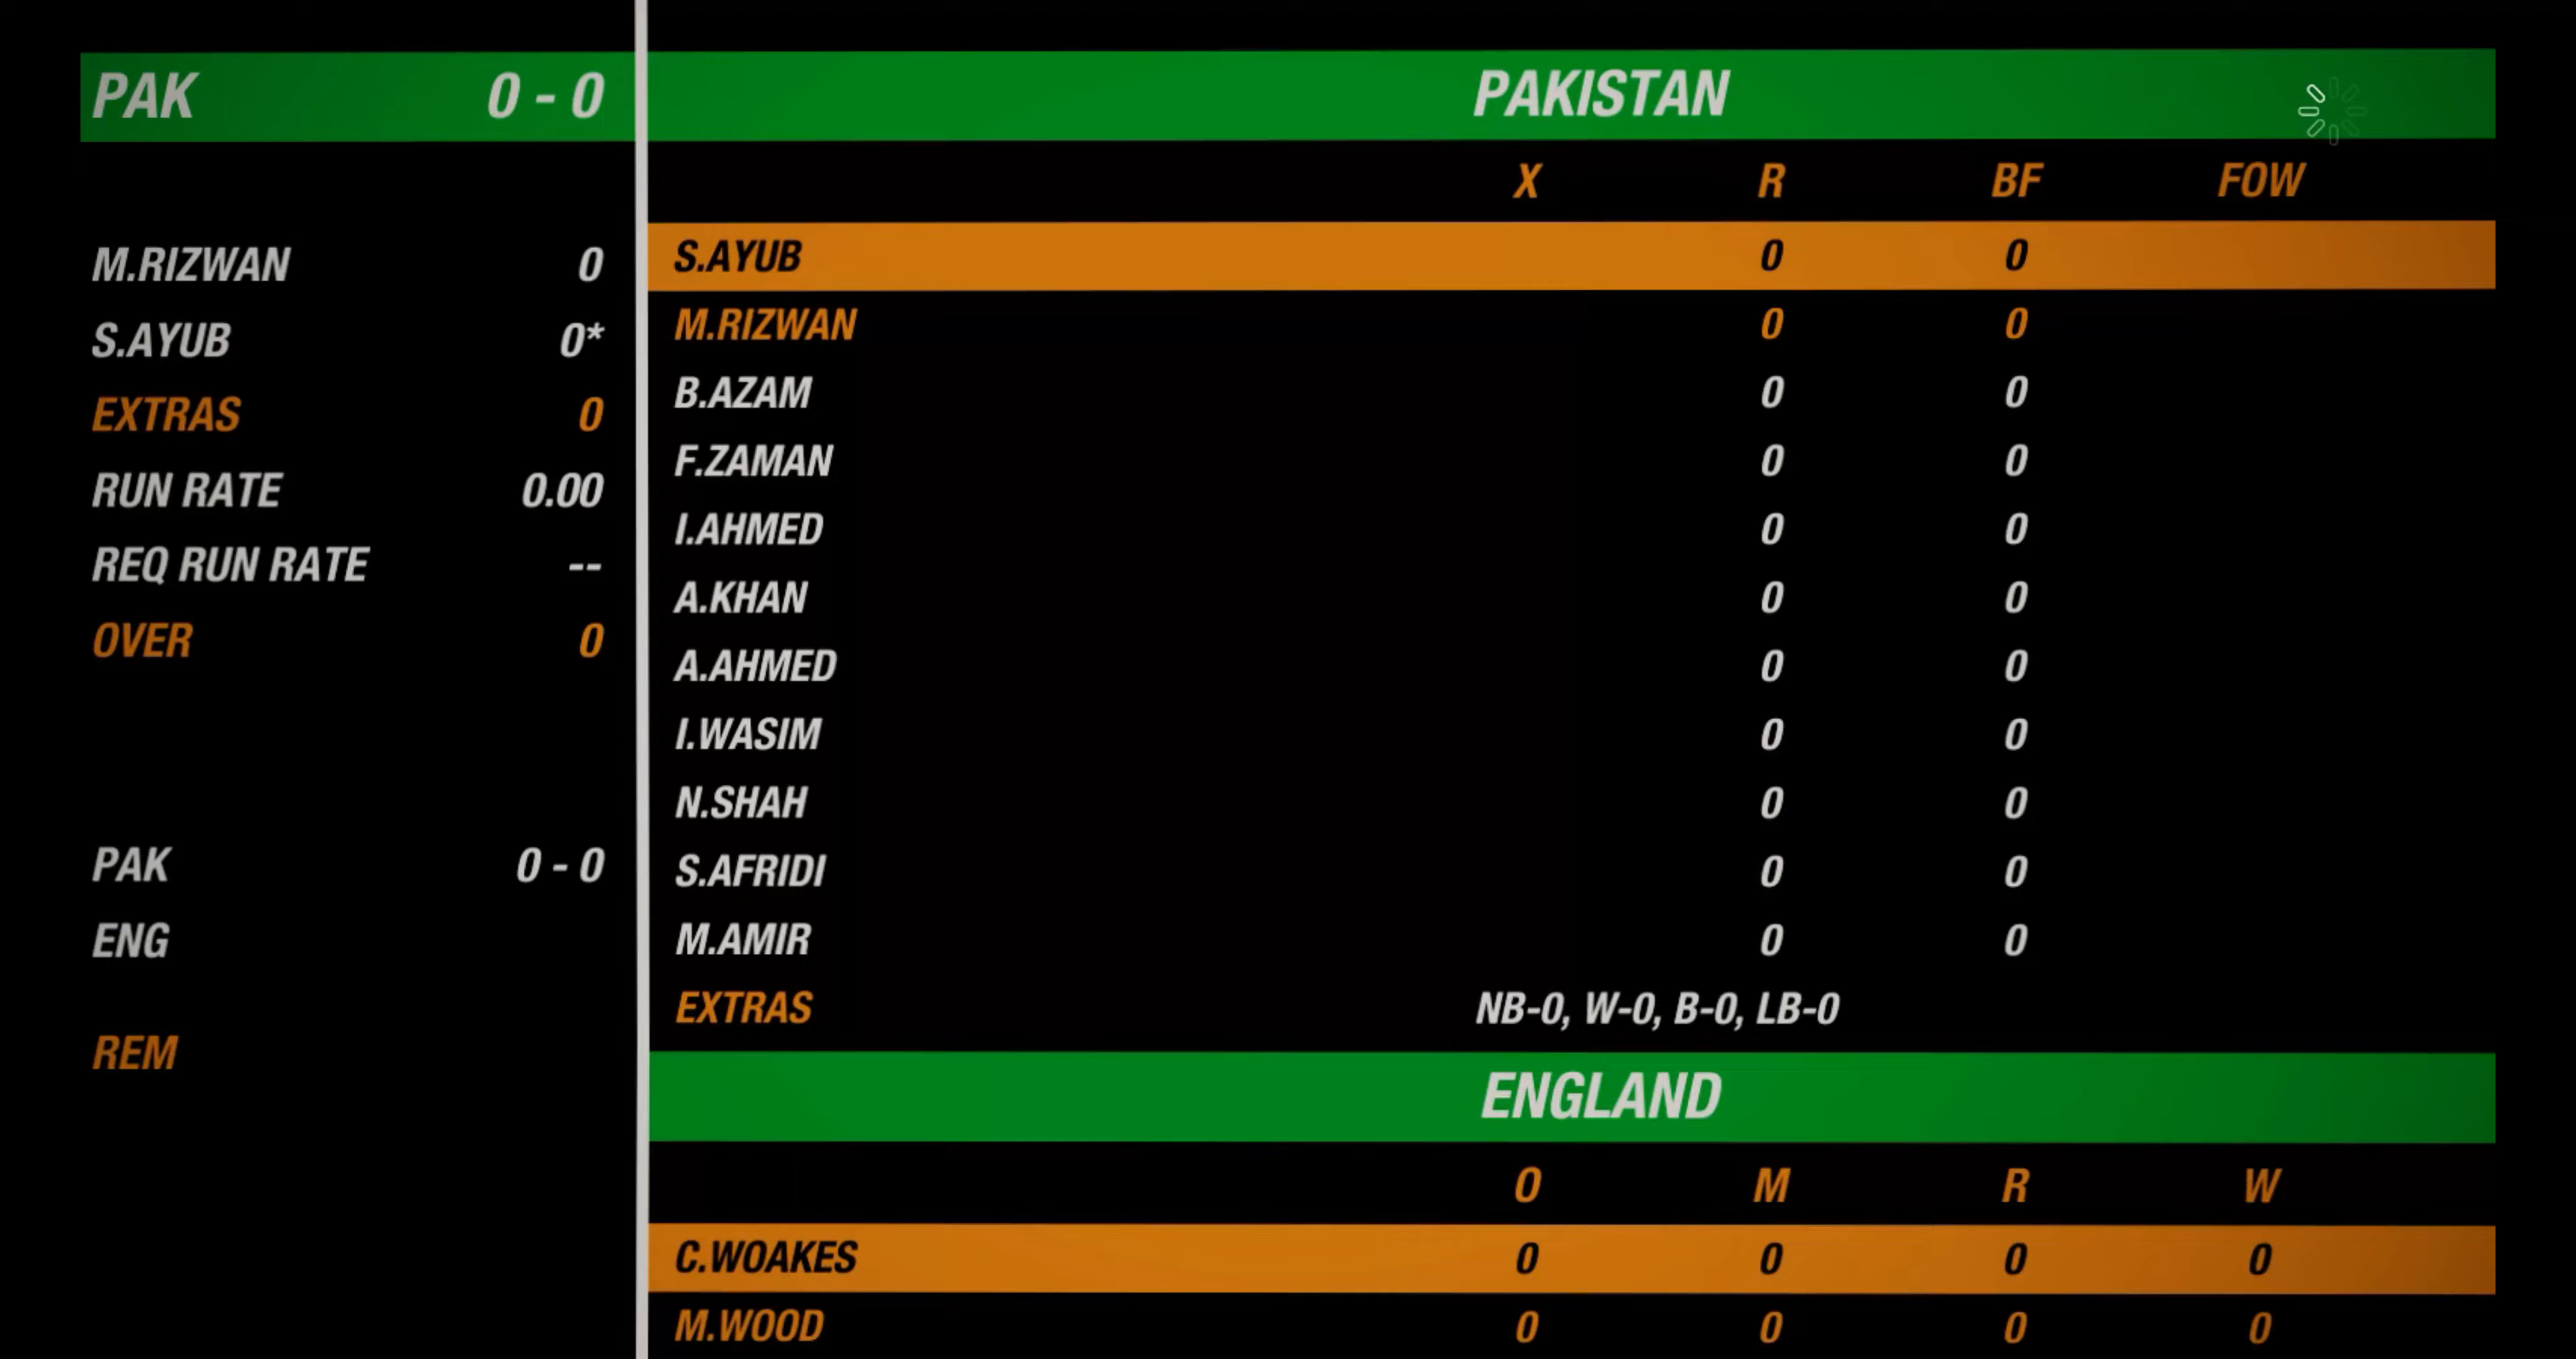 PAK 0 - 0
M.RIZWAN 0
S.AYUB 0*
EXTRAS 0
RUN RATE 0.00
REQ RUN RATE --
OVER 0
PAK 0 - 0
ENG
REM
PAKISTAN
X R BF FOW
S.AYUB 0 0
M.RIZWAN 0 0
B.AZAM 0 0
F.ZAMAN 0 0
I.AHMED 0 0
A.KHAN 0 0
A.AHMED 0 0
I.WASIM 0 0
N.SHAH 0 0
S.AFRIDI 0 0
M.AMIR 0 0
EXTRAS NB-0, W-0, B-0, LB-0
ENGLAND
O M R W
C.WOAKES 0 0 0 0
M.WOOD 0 0 0 0